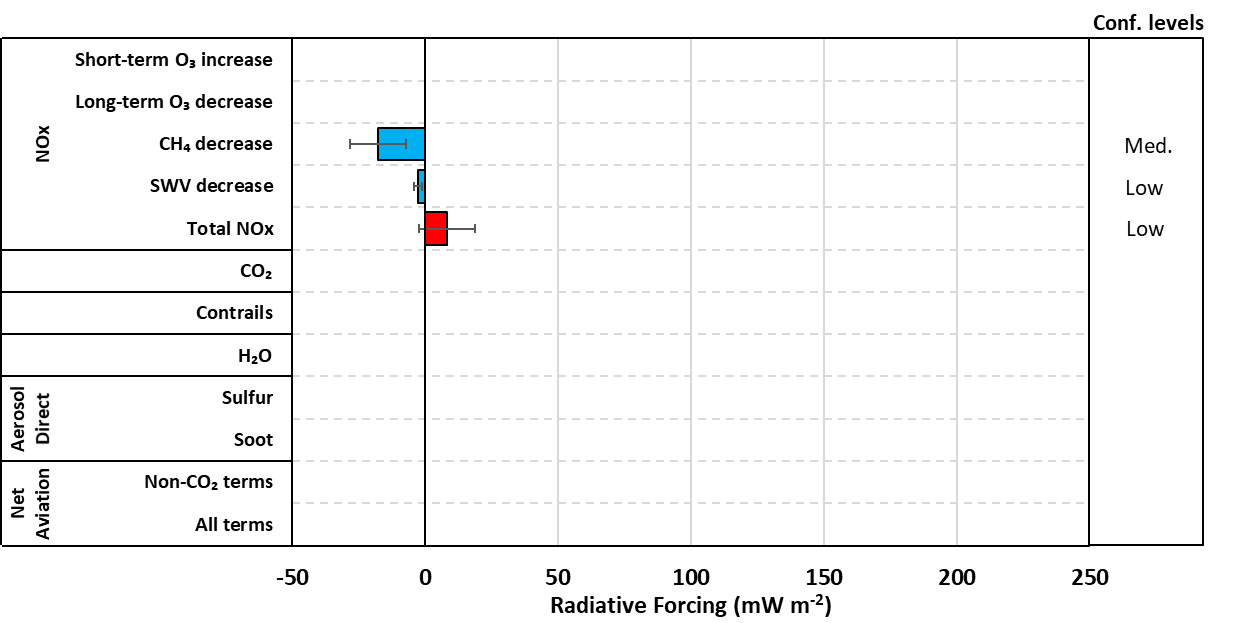 Conf. levels
NOx
Short-term O₃ increase
Long-term O₃ decrease
CH₄ decrease
Med.
SWV decrease
Low
Total NOx
Low
CO₂
Contrails
H₂O
Aerosol
Direct
Sulfur
Soot
Net
Aviation
Non-CO₂ terms
All terms
-50 0 50 100 150 200 250
Radiative Forcing (mW m⁻²)